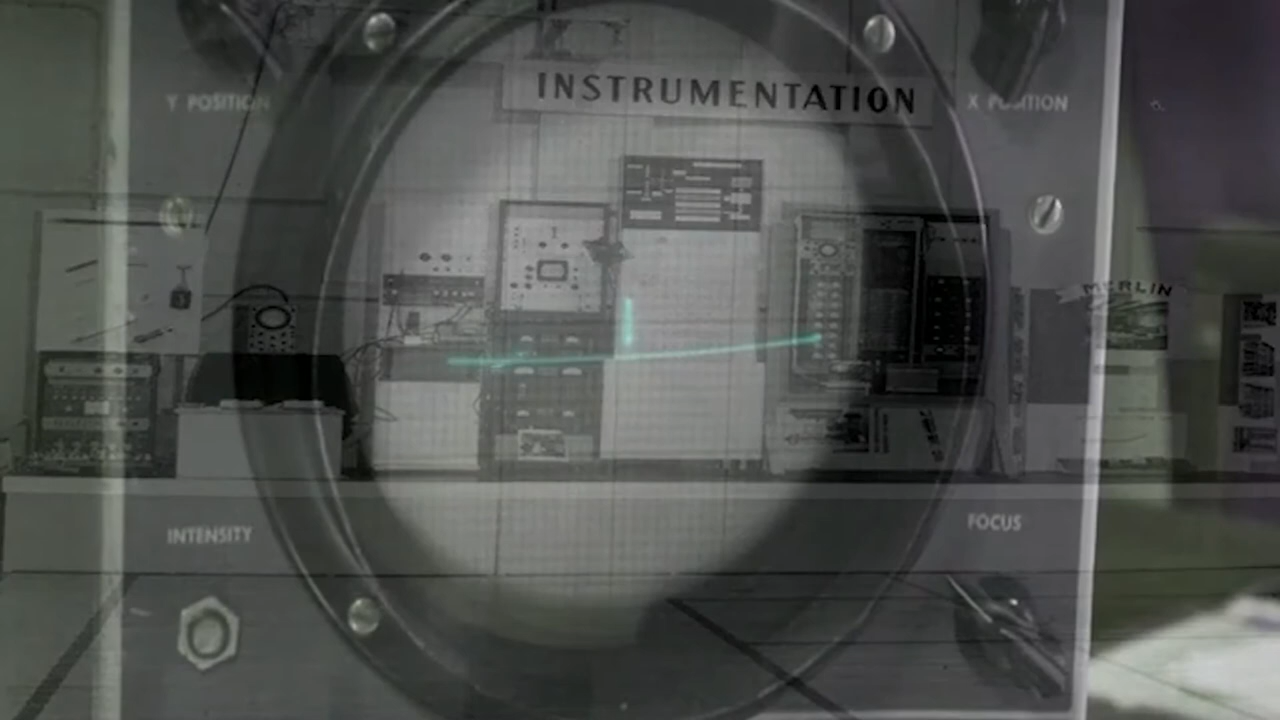 INSTRUMENTATION
Y POSITION
X POSITION
MERLIN
INTENSITY
FOCUS